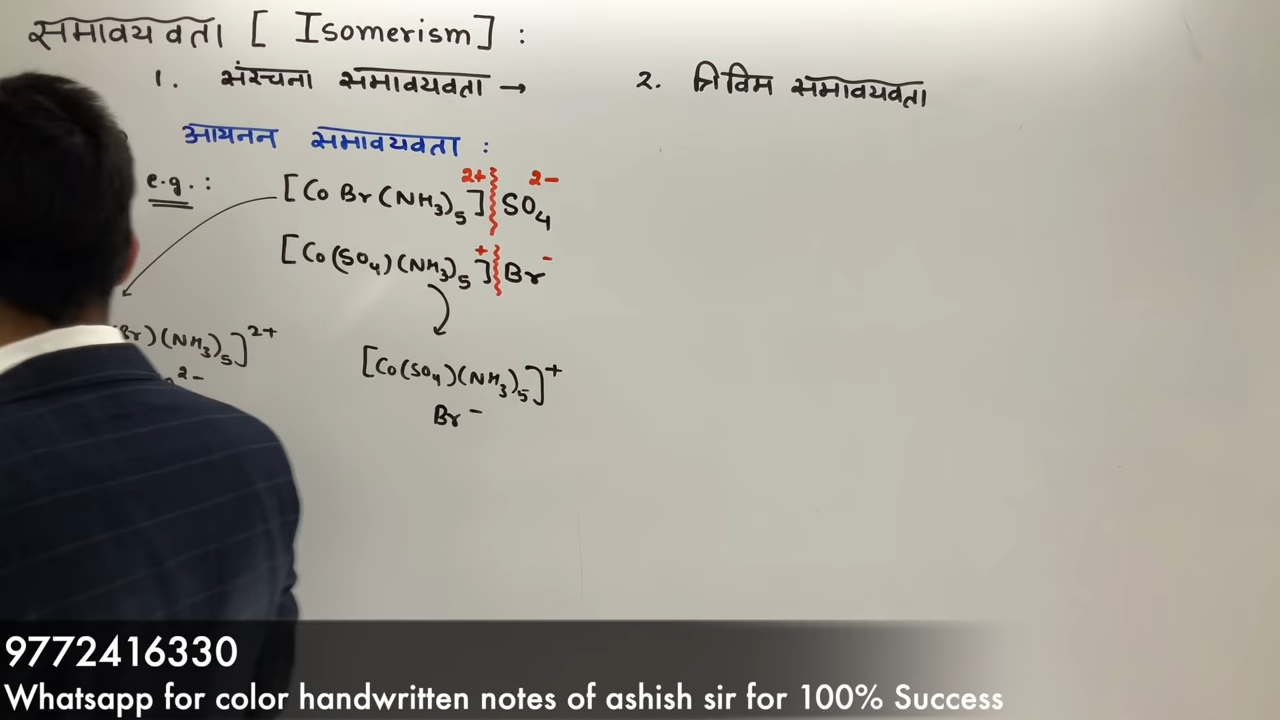 समावयवता [ Isomerism ] :
1. संरचना समावयवता → 2. त्रिविम समावयवता
आयनन समावयवता :
e.g. : [Co Br (NH3)5]2+ SO4 2-
[Co(SO4)(NH3)5]+ Br-
Br)(NH3)5]2+
2-
[Co(SO4)(NH3)5]+
Br-
9772416330
Whatsapp for color handwritten notes of ashish sir for 100% Success